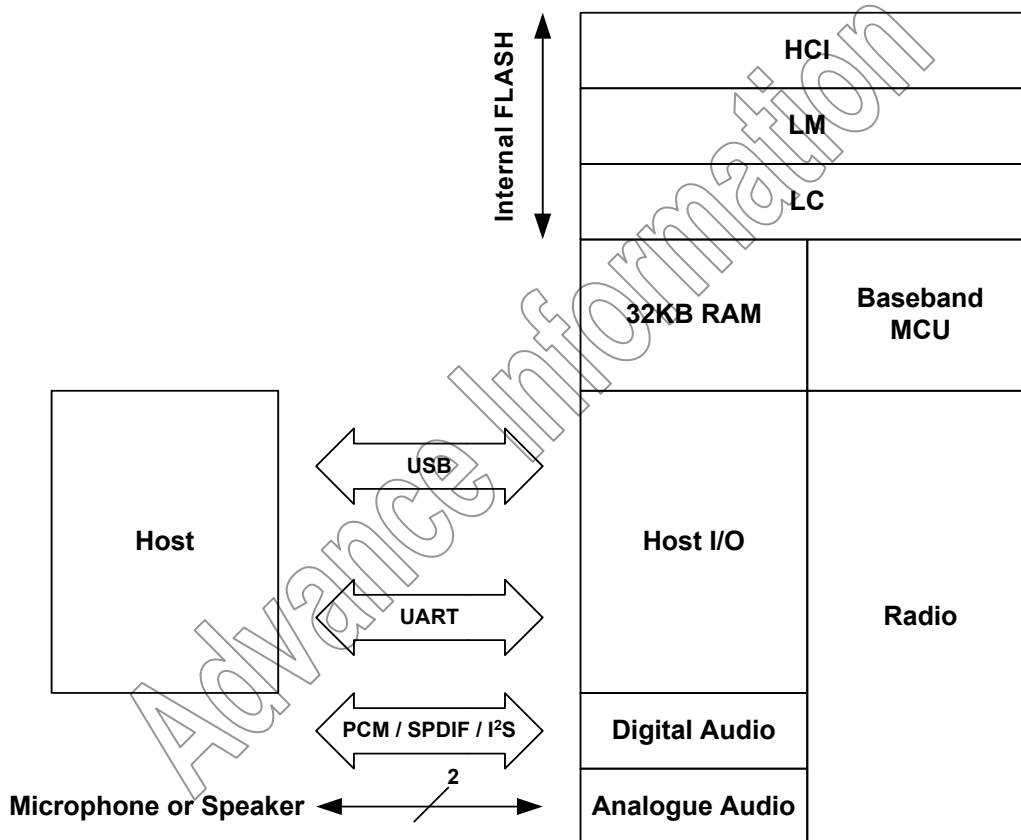 Internal FLASH
HCI
LM
LC
32KB RAM
Baseband
MCU
Host
USB
UART
Host I/O
Radio
PCM / SPDIF / I²S
Digital Audio
2
Microphone or Speaker
Analogue Audio
Advance Information